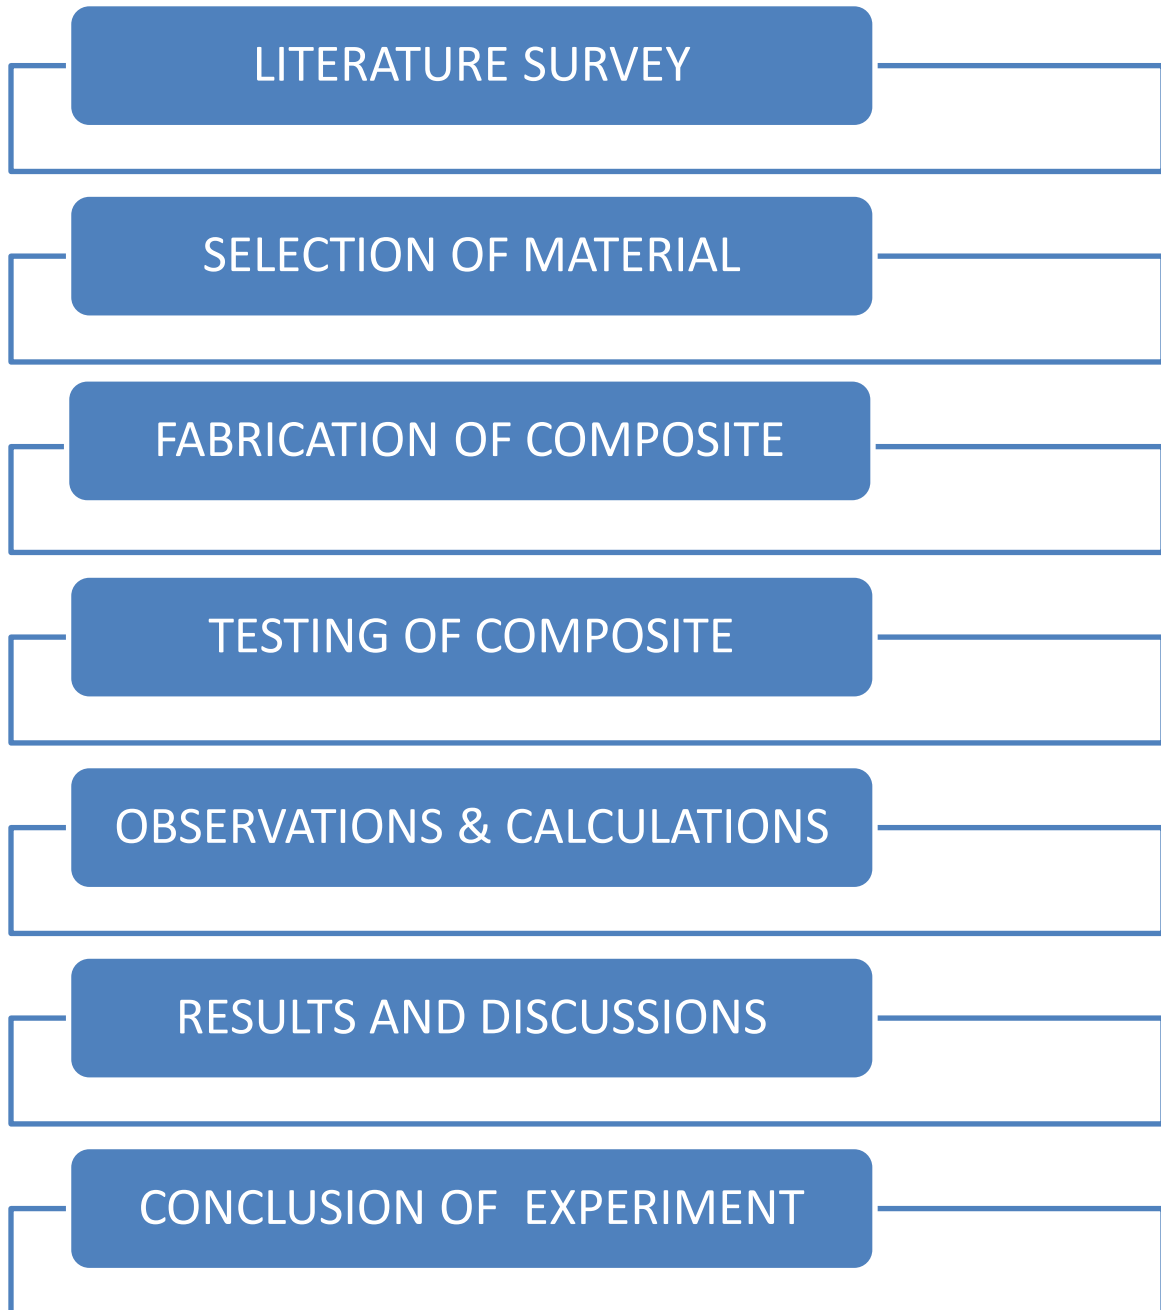 LITERATURE SURVEY
SELECTION OF MATERIAL
FABRICATION OF COMPOSITE
TESTING OF COMPOSITE
OBSERVATIONS & CALCULATIONS
RESULTS AND DISCUSSIONS
CONCLUSION OF  EXPERIMENT